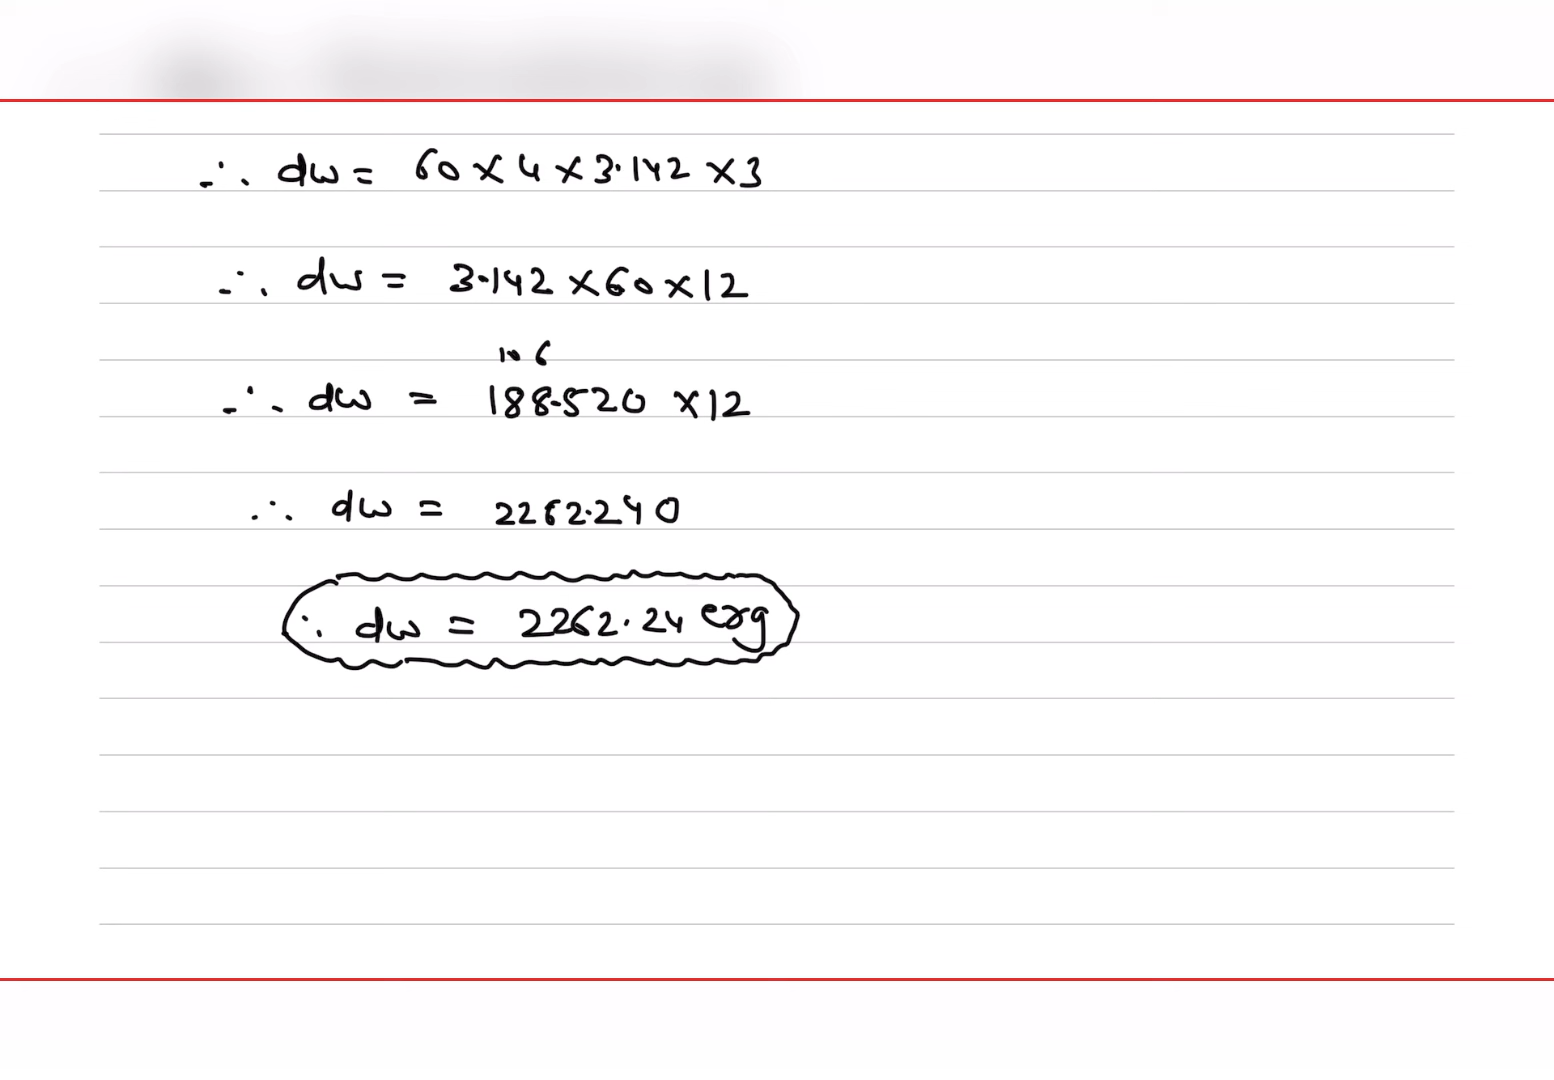 ∴ dw = 60 × 4 × 3.142 × 3
∴ dw = 3.142 × 60 × 12
10 6
∴ dw = 188.520 × 12
∴ dw = 2262.240
∴ dw = 2262.24 erg